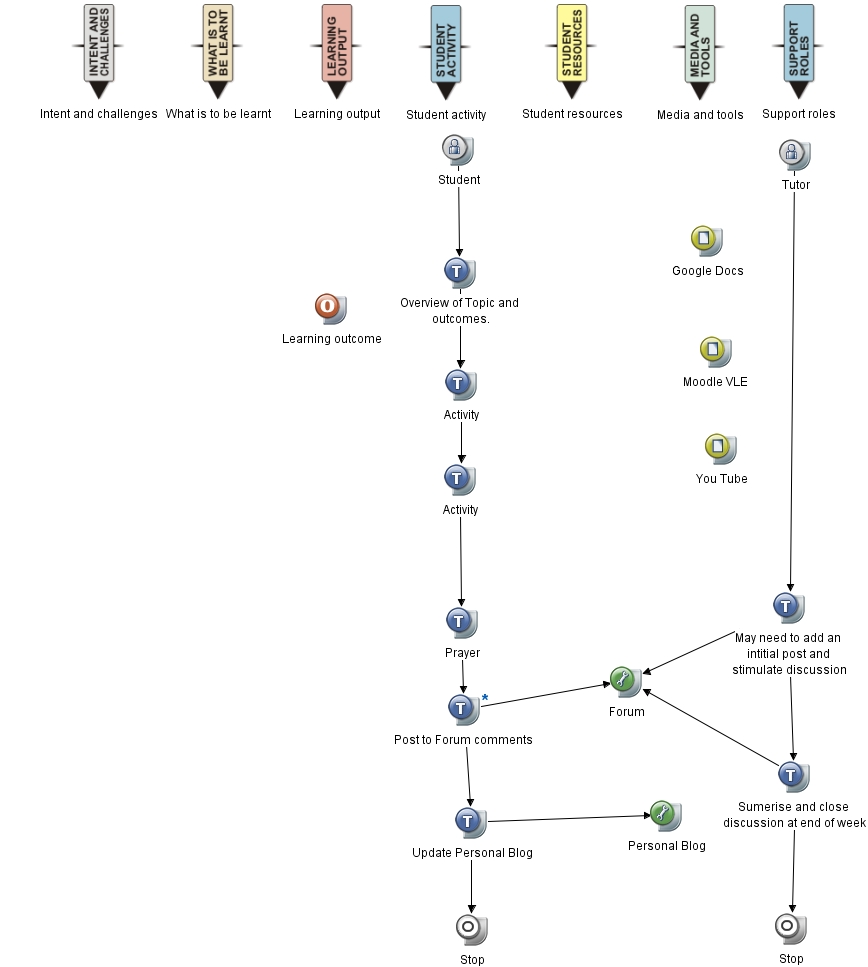 INTENT AND
CHALLENGES
WHAT IS TO
BE LEARNT
LEARNING
OUTPUT
STUDENT
ACTIVITY
STUDENT
RESOURCES
MEDIA AND
TOOLS
SUPPORT
ROLES
Intent and challenges
What is to be learnt
Learning output
Student activity
Student resources
Media and tools
Support roles
Student
Tutor
T
Google Docs
O
Overview of Topic and
outcomes.
Learning outcome
T
Moodle VLE
Activity
T
You Tube
Activity
T
T
May need to add an
intitial post and
stimulate discussion
Prayer
T *
Forum
Post to Forum comments
T
Sumerise and close
discussion at end of week
T
Personal Blog
Update Personal Blog
Stop
Stop